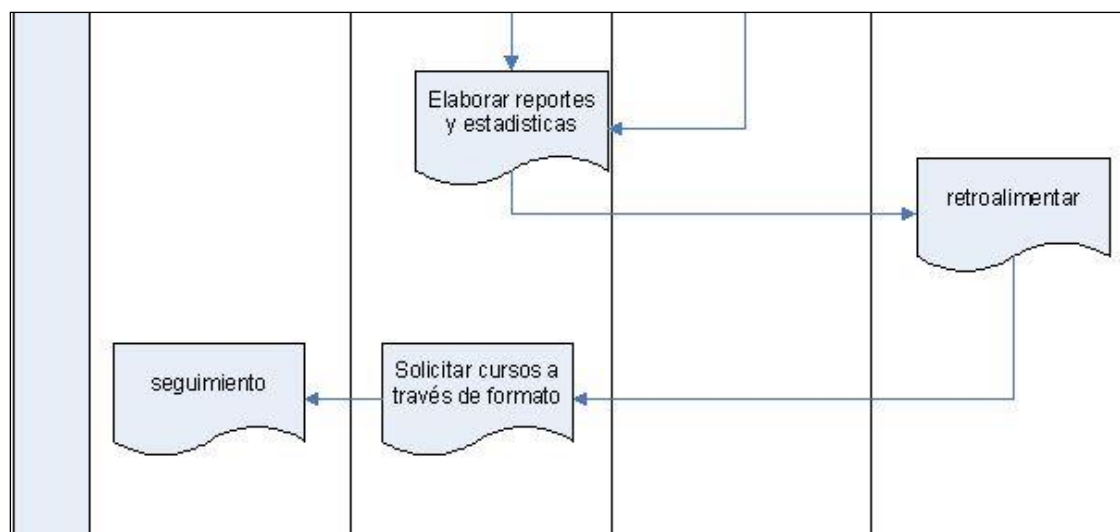 Elaborar reportes
y estadisticas
retroalimentar
seguimiento
Solicitar cursos a
través de formato